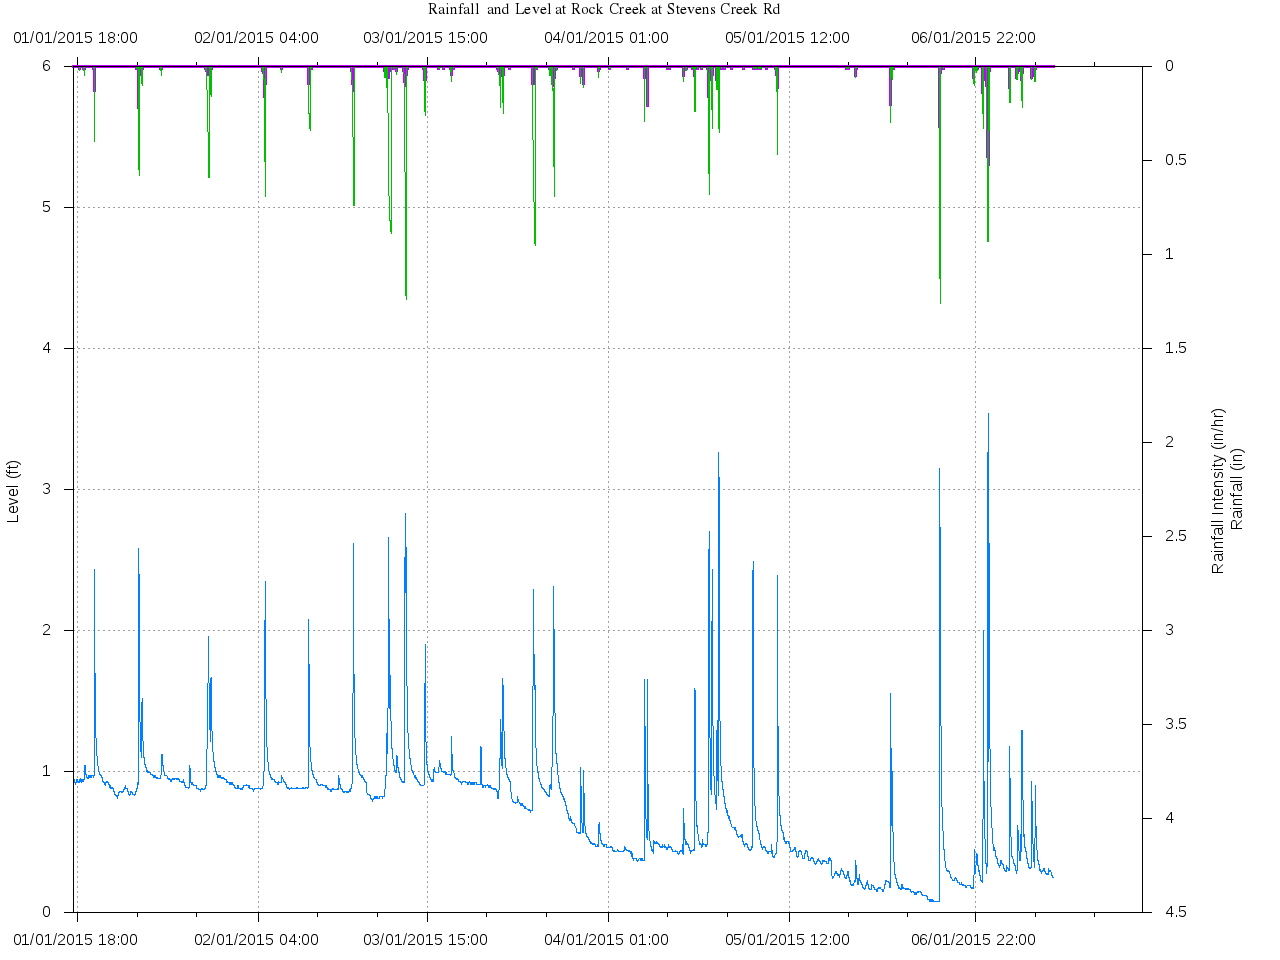 Rainfall  and Level at Rock Creek at Stevens Creek Rd
01/01/2015 18:00 02/01/2015 04:00 03/01/2015 15:00 04/01/2015 01:00 05/01/2015 12:00 06/01/2015 22:00
6 0
0.5
5
1
4 1.5
2
3
2.5
2 3
3.5
1
4
0 4.5
Level (ft)
Rainfall Intensity (in/hr)
Rainfall (in)
01/01/2015 18:00 02/01/2015 04:00 03/01/2015 15:00 04/01/2015 01:00 05/01/2015 12:00 06/01/2015 22:00